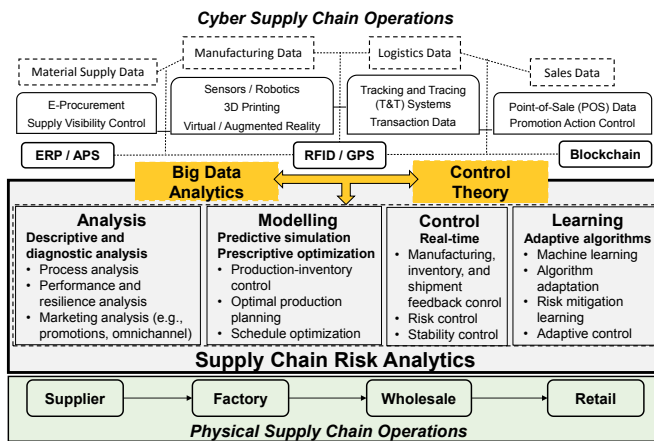 Cyber Supply Chain Operations
Manufacturing Data
Logistics Data
Material Supply Data
Sales Data
E-Procurement
Supply Visibility Control
Sensors / Robotics
3D Printing
Virtual / Augmented Reality
Tracking and Tracing
(T&T) Systems
Transaction Data
Point-of-Sale (POS) Data
Promotion Action Control
ERP / APS
RFID / GPS
Blockchain
Big Data
Analytics
Control
Theory
Analysis
Descriptive and
diagnostic analysis
• Process analysis
• Performance and
resilience analysis
• Marketing analysis (e.g.,
promotions, omnichannel)
Modelling
Predictive simulation
Prescriptive optimization
• Production-inventory
control
• Optimal production
planning
• Schedule optimization
Control
Real-time
• Manufacturing,
inventory, and
shipment
feedback conrol
• Risk control
• Stability control
Learning
Adaptive algorithms
• Machine learning
• Algorithm
adaptation
• Risk mitigation
learning
• Adaptive control
Supply Chain Risk Analytics
Supplier
Factory
Wholesale
Retail
Physical Supply Chain Operations